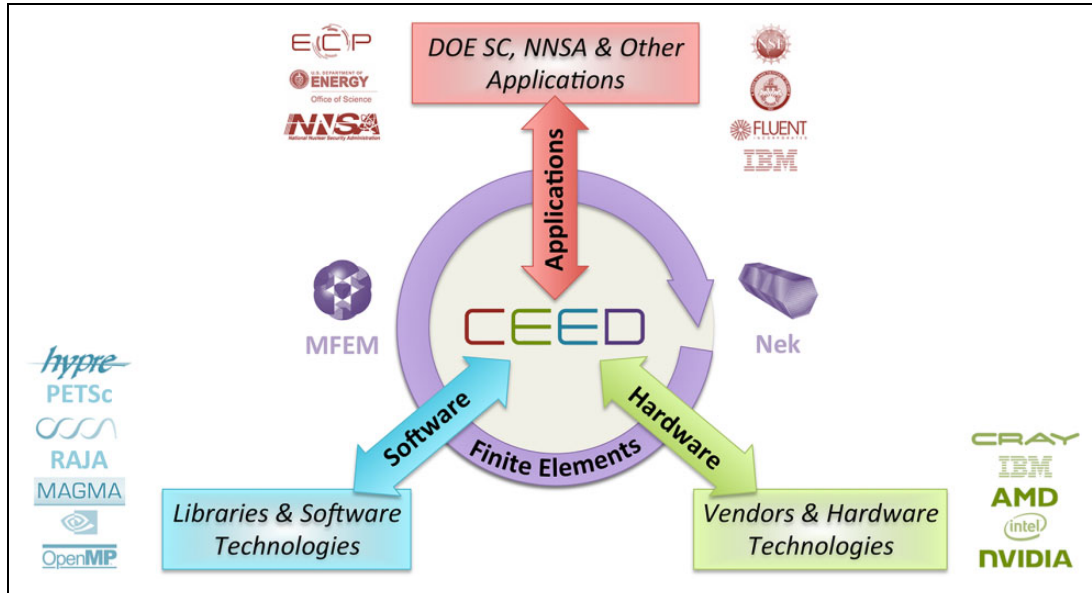 ECP
U.S. DEPARTMENT OF
ENERGY
Office of Science
NNSA
National Nuclear Security Administration
DOE SC, NNSA & Other
Applications
NSF
FLUENT
INCORPORATED
IBM
Applications
MFEM
CEED
Nek
hypre
PETSc
RAJA
MAGMA
OpenMP
Software
Finite Elements
Hardware
Libraries & Software
Technologies
Vendors & Hardware
Technologies
CRAY
IBM
AMD
intel
NVIDIA